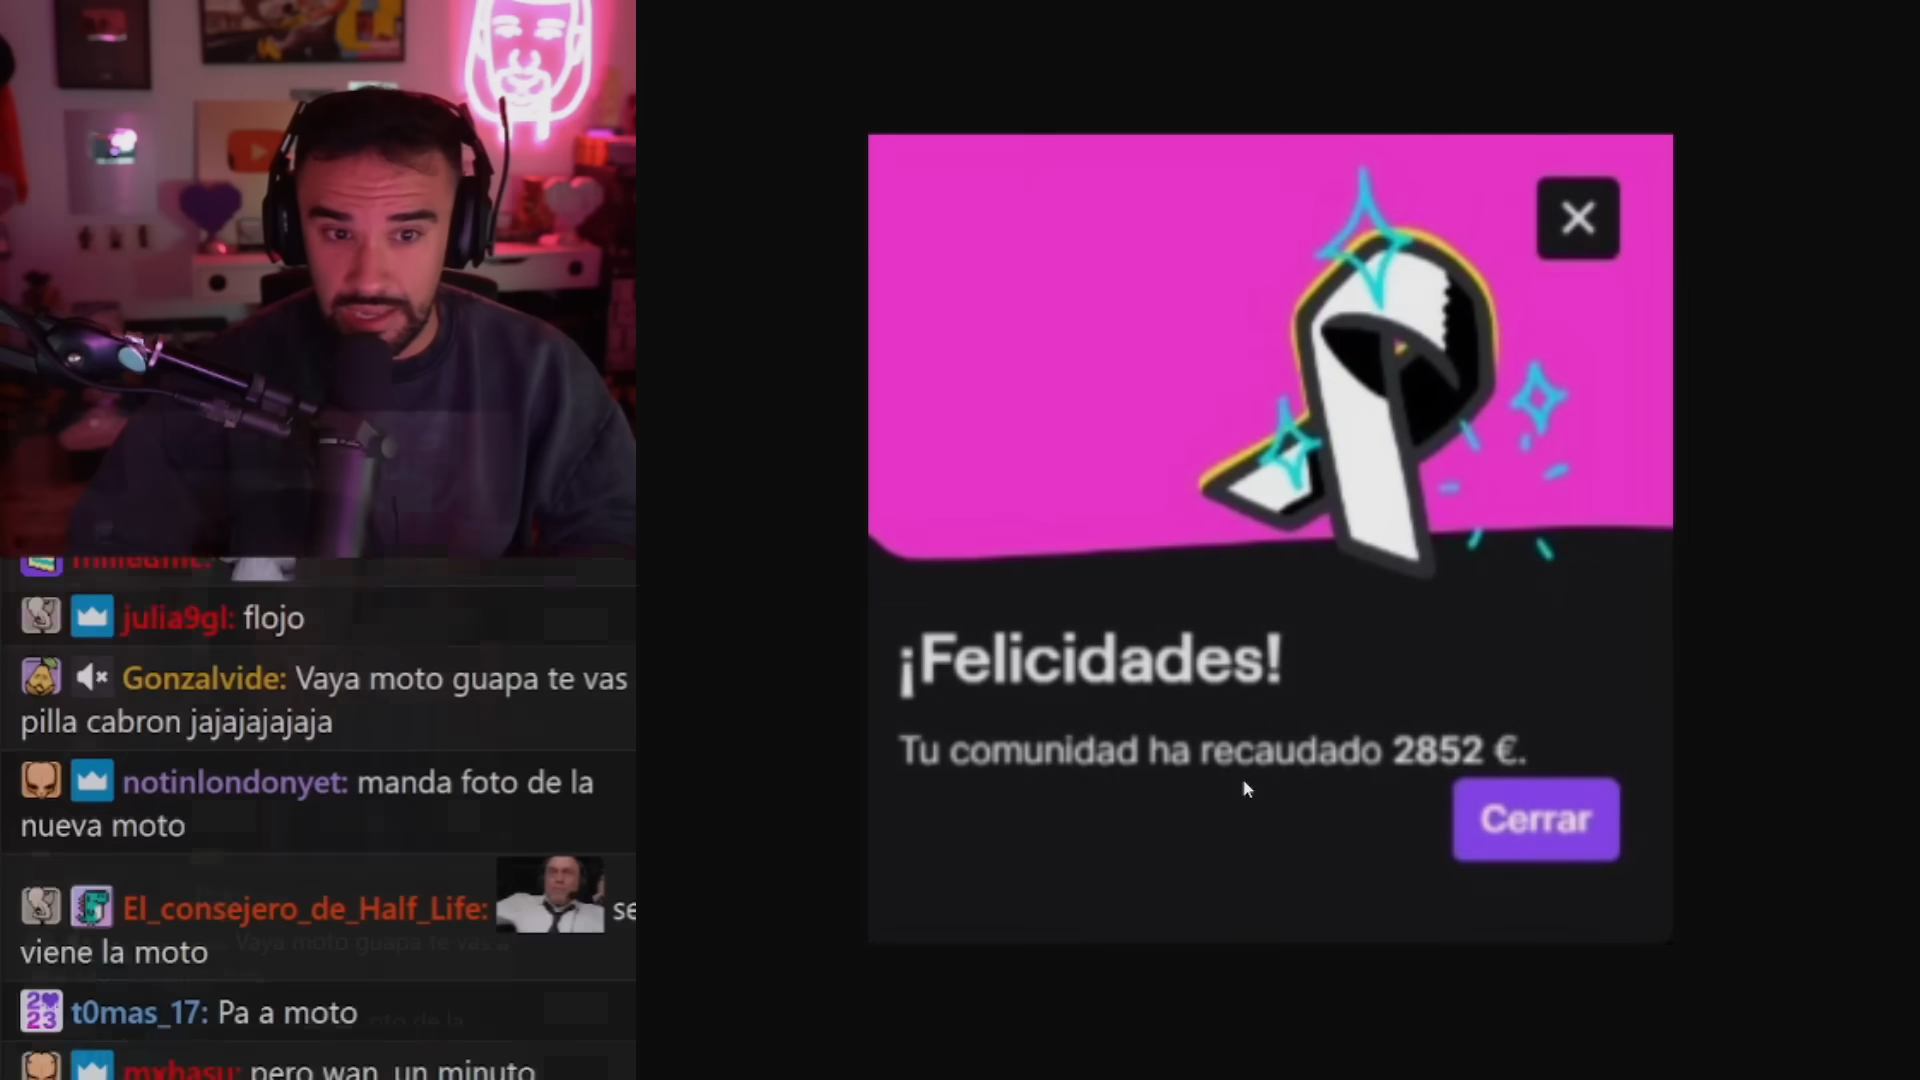 julia9gl: flojo
Gonzalvide: Vaya moto guapa te vas
pilla cabron jajajajajaja
notinlondonyet: manda foto de la
nueva moto
El_consejero_de_Half_Life: se
viene la moto
t0mas_17: Pa a moto
mxhasu: pero wan, un minuto
¡Felicidades!
Tu comunidad ha recaudado 2852 €.
Cerrar